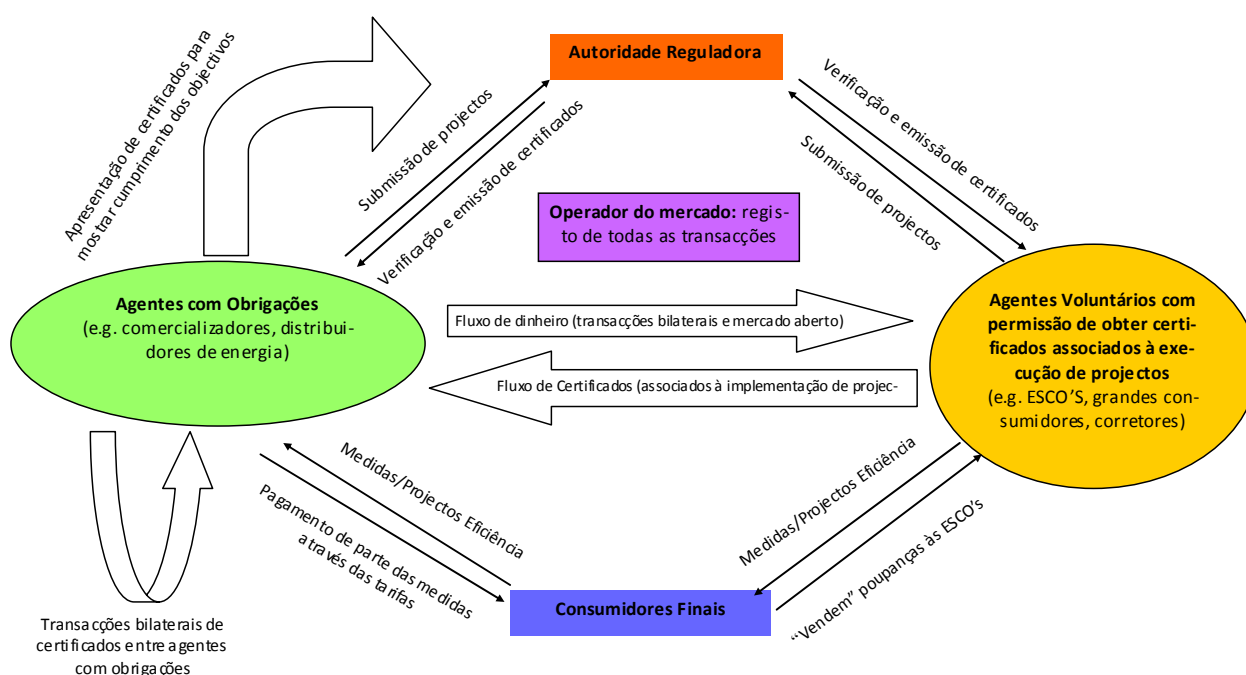 Apresentação de certificados para
mostrar cumprimento dos objectivos
Autoridade Reguladora
Submissão de projectos
Verificação e emissão de certificados
Verificação e emissão de certificados
Submissão de projectos
Operador do mercado: regis-
to de todas as transacções
Agentes com Obrigações
(e.g. comercializadores, distribui-
dores de energia)
Fluxo de dinheiro (transacções bilaterais e mercado aberto)
Fluxo de Certificados (associados à implementação de projec-
Agentes Voluntários com
permissão de obter certi-
ficados associados à exe-
cução de projectos
(e.g. ESCO’S, grandes con-
sumidores, corretores)
Medidas/Projectos Eficiência
Pagamento de parte das medidas
através das tarifas
Medidas/Projectos Eficiência
“Vendem” poupanças às ESCO’s
Consumidores Finais
Transacções bilaterais de
certificados entre agentes
com obrigações